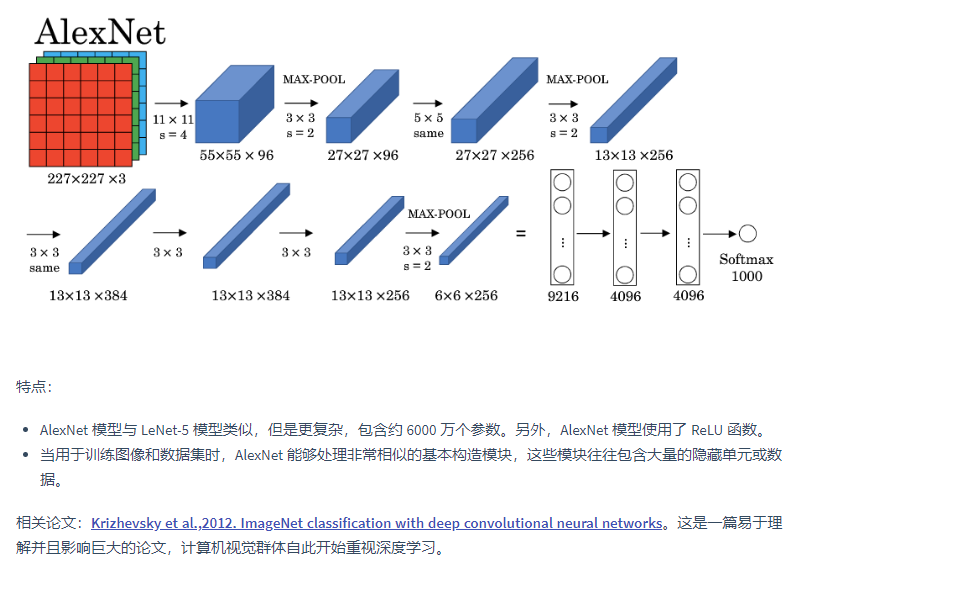 AlexNet
MAX-POOL
MAX-POOL
11 × 11
s = 4
3 × 3
s = 2
5 × 5
same
3 × 3
s = 2
55×55 × 96
27×27 ×96
27×27 ×256
13×13 ×256
227×227 ×3
MAX-POOL
3 × 3
same
3 × 3
3 × 3
3 × 3
s = 2
=
⋮
⋮
⋮
Softmax
1000
13×13 ×384
13×13 ×384
13×13 ×256
6×6 ×256
9216
4096
4096
特点：
• AlexNet 模型与 LeNet-5 模型类似，但是更复杂，包含约 6000 万个参数。另外，AlexNet 模型使用了 ReLU 函数。
• 当用于训练图像和数据集时，AlexNet 能够处理非常相似的基本构造模块，这些模块往往包含大量的隐藏单元或数
据。
相关论文：Krizhevsky et al.,2012. ImageNet classification with deep convolutional neural networks。这是一篇易于理
解并且影响巨大的论文，计算机视觉群体自此开始重视深度学习。